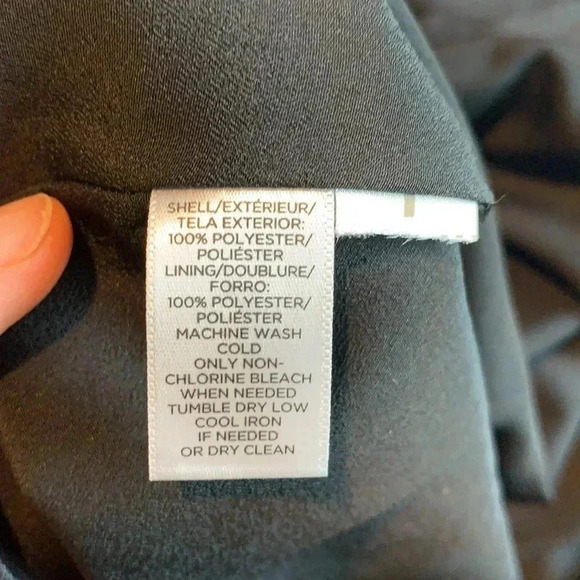 SHELL/EXTÉRIEUR/
TELA EXTERIOR:
100% POLYESTER/
POLIÉSTER
LINING/DOUBLURE/
FORRO:
100% POLYESTER/
POLIÉSTER
MACHINE WASH
COLD
ONLY NON-
CHLORINE BLEACH
WHEN NEEDED
TUMBLE DRY LOW
COOL IRON
IF NEEDED
OR DRY CLEAN